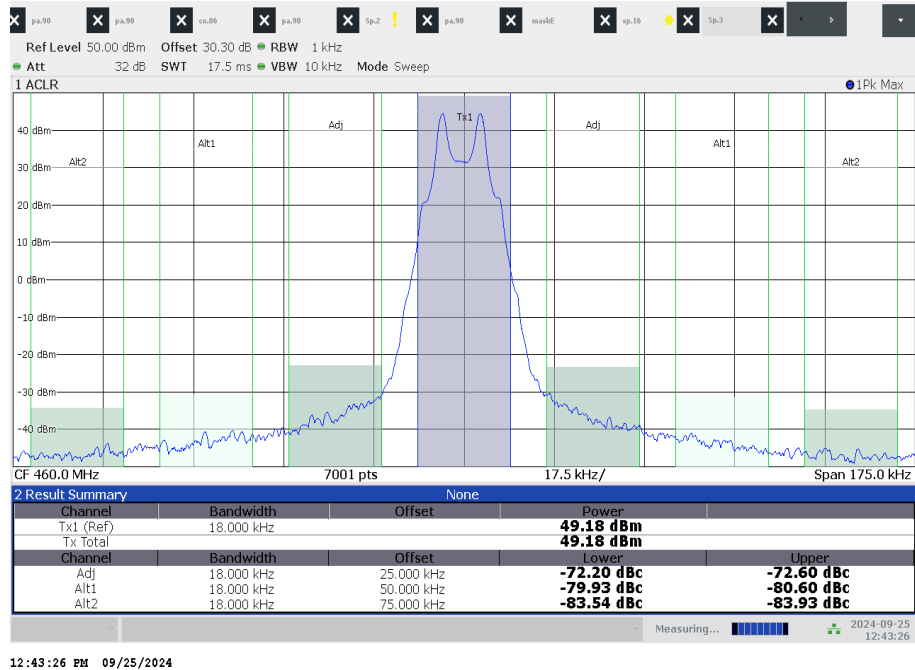 pa.90 pa.90 co.06 pa.90 Sp.2 pa.90 maskE sp.16 Sp.3
Ref Level 50.00 dBm Offset 30.30 dB RBW 1 kHz
Att 32 dB SWT 17.5 ms VBW 10 kHz Mode Sweep
1 ACLR 1Pk Max
Tx1
Adj Adj
40 dBm
Alt1 Alt1
Alt2 Alt2
30 dBm
20 dBm
10 dBm
0 dBm
-10 dBm
-20 dBm
-30 dBm
-40 dBm
CF 460.0 MHz 7001 pts 17.5 kHz/ Span 175.0 kHz
2 Result Summary None
Channel Bandwidth Offset Power
Tx1 (Ref) 18.000 kHz 49.18 dBm
Tx Total 49.18 dBm
Channel Bandwidth Offset Lower Upper
Adj 18.000 kHz 25.000 kHz -72.20 dBc -72.60 dBc
Alt1 18.000 kHz 50.000 kHz -79.93 dBc -80.60 dBc
Alt2 18.000 kHz 75.000 kHz -83.54 dBc -83.93 dBc
Measuring... 2024-09-25
12:43:26
12:43:26 PM 09/25/2024